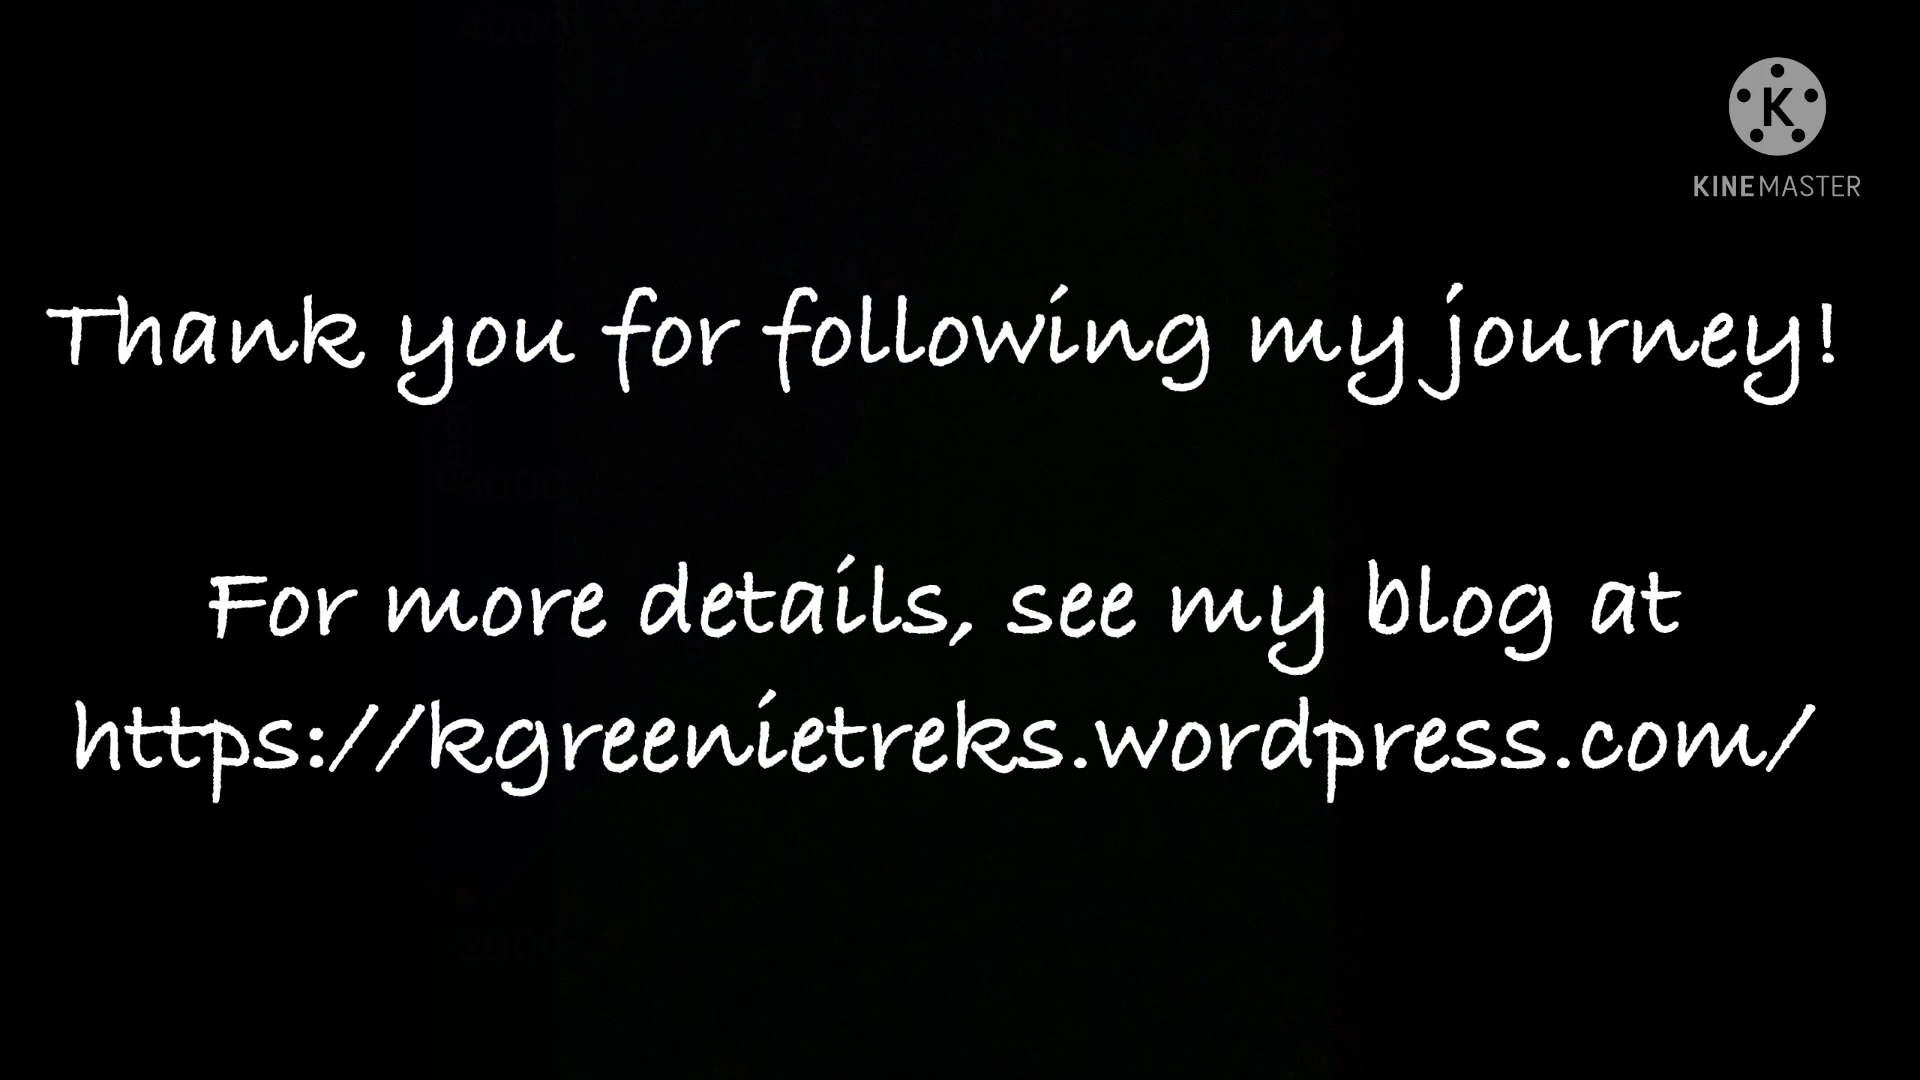 K
KINEMASTER
Thank you for following my journey!
For more details, see my blog at
https://kgreenietreks.wordpress.com/